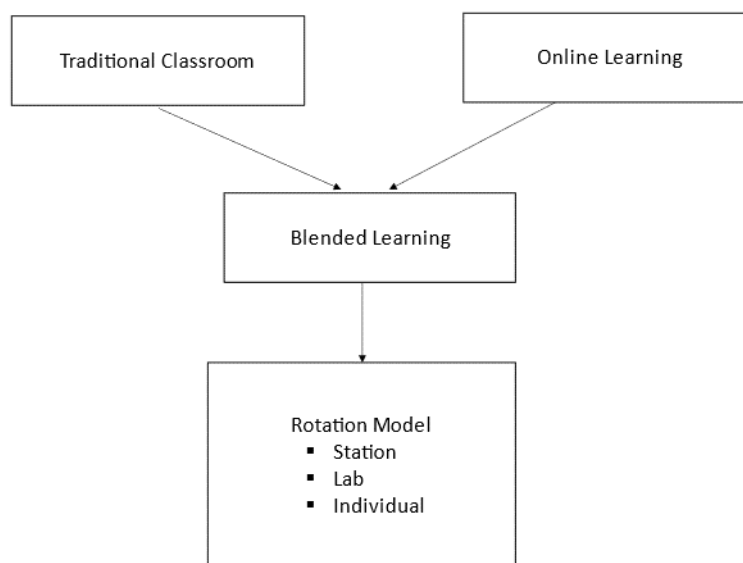 Traditional Classroom
Online Learning
Blended Learning
Rotation Model
▪ Station
▪ Lab
▪ Individual